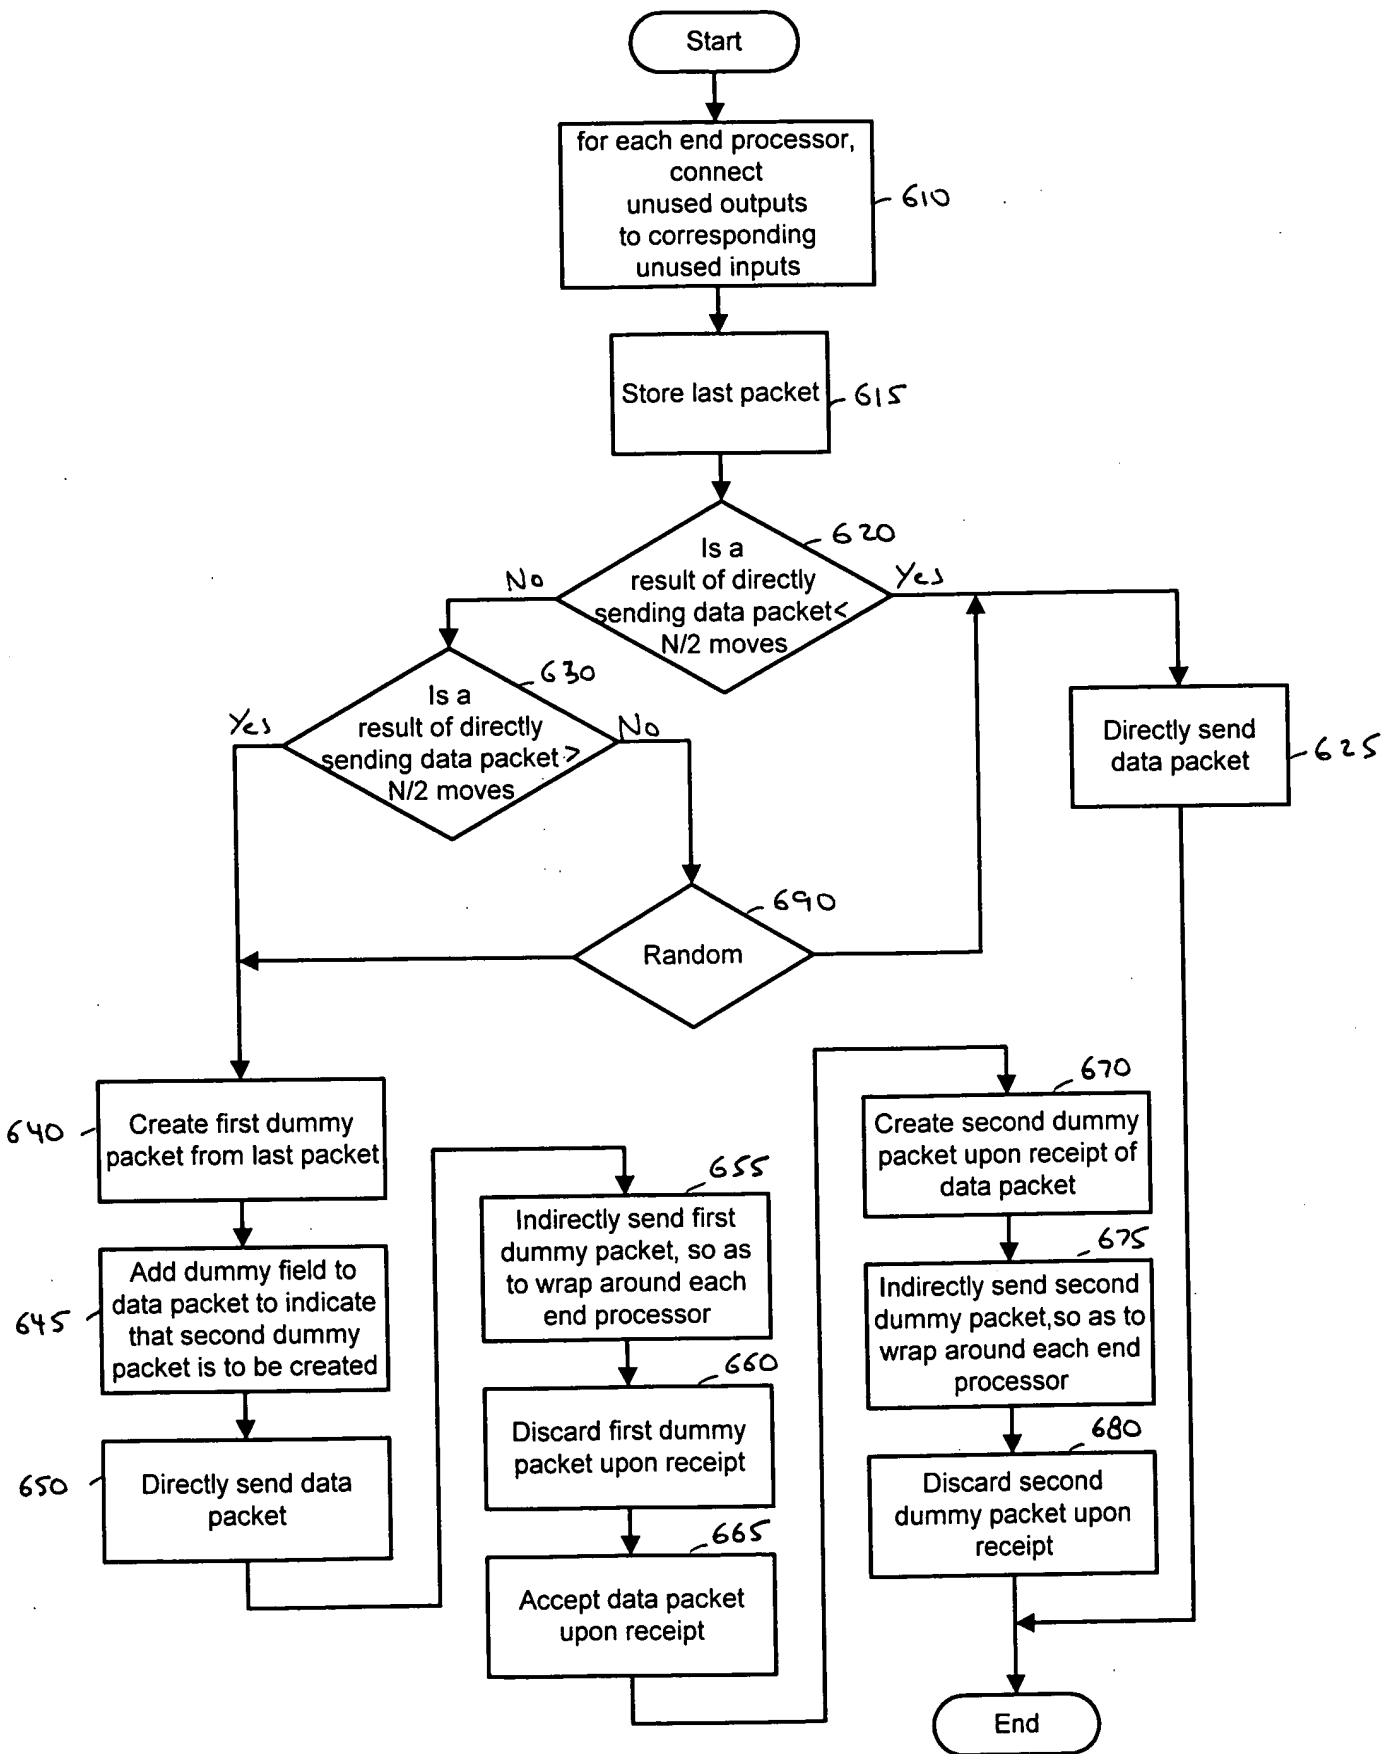 Start
for each end processor,
connect
unused outputs
to corresponding
unused inputs
610
Store last packet
615
620
Is a
result of directly
sending data packet<
N/2 moves
No
Yes
630
Is a
result of directly
sending data packet>
N/2 moves
Yes
No
Directly send
data packet
625
690
Random
640
Create first dummy
packet from last packet
645
Add dummy field to
data packet to indicate
that second dummy
packet is to be created
650
Directly send data
packet
655
Indirectly send first
dummy packet, so as
to wrap around each
end processor
660
Discard first dummy
packet upon receipt
665
Accept data packet
upon receipt
670
Create second dummy
packet upon receipt of
data packet
675
Indirectly send second
dummy packet,so as to
wrap around each end
processor
680
Discard second
dummy packet upon
receipt
End